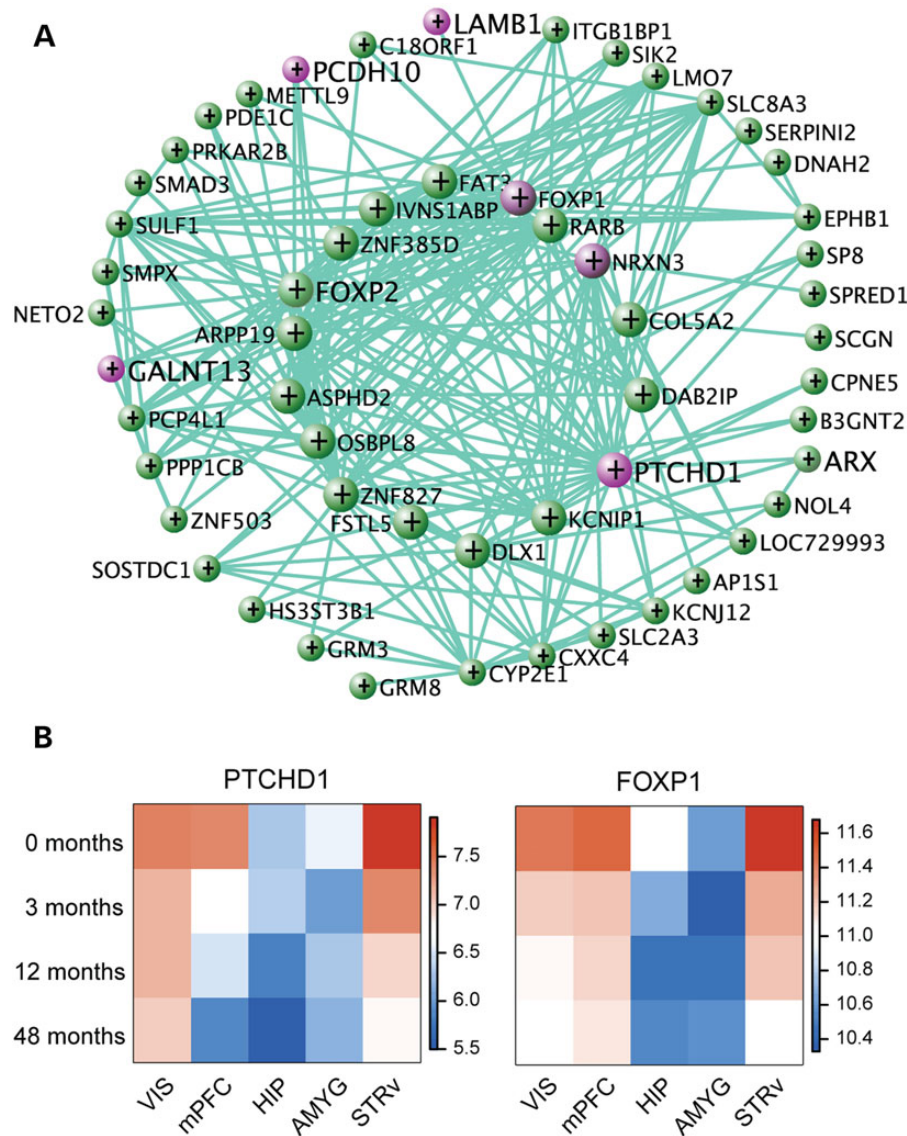 A
LAMB1
ITGB1BP1
C18ORF1
SIK2
PCDH10
LMO7
METTL9
SLC8A3
PDE1C
SERPINI2
PRKAR2B
DNAH2
SMAD3
FAT3
FOXP1
IVNS1ABP
EPHB1
SULF1
RARB
ZNF385D
SP8
SMPX
NRXN3
FOXP2
SPRED1
NETO2
ARPP19
COL5A2
SCGN
GALNT13
CPNE5
ASPHD2
DAB2IP
PCP4L1
B3GNT2
OSBPL8
PPP1CB
PTCHD1
ARX
ZNF827
NOL4
ZNF503
FSTL5
KCNIP1
LOC729993
SOSTDC1
DLX1
AP1S1
HS3ST3B1
KCNJ12
SLC2A3
GRM3
CXXC4
CYP2E1
GRM8
B
PTCHD1
FOXP1
0 months
3 months
12 months
48 months
7.5
7.0
6.5
6.0
5.5
11.6
11.4
11.2
11.0
10.8
10.6
10.4
VIS
mPFC
HIP
AMYG
STRv
VIS
mPFC
HIP
AMYG
STRv